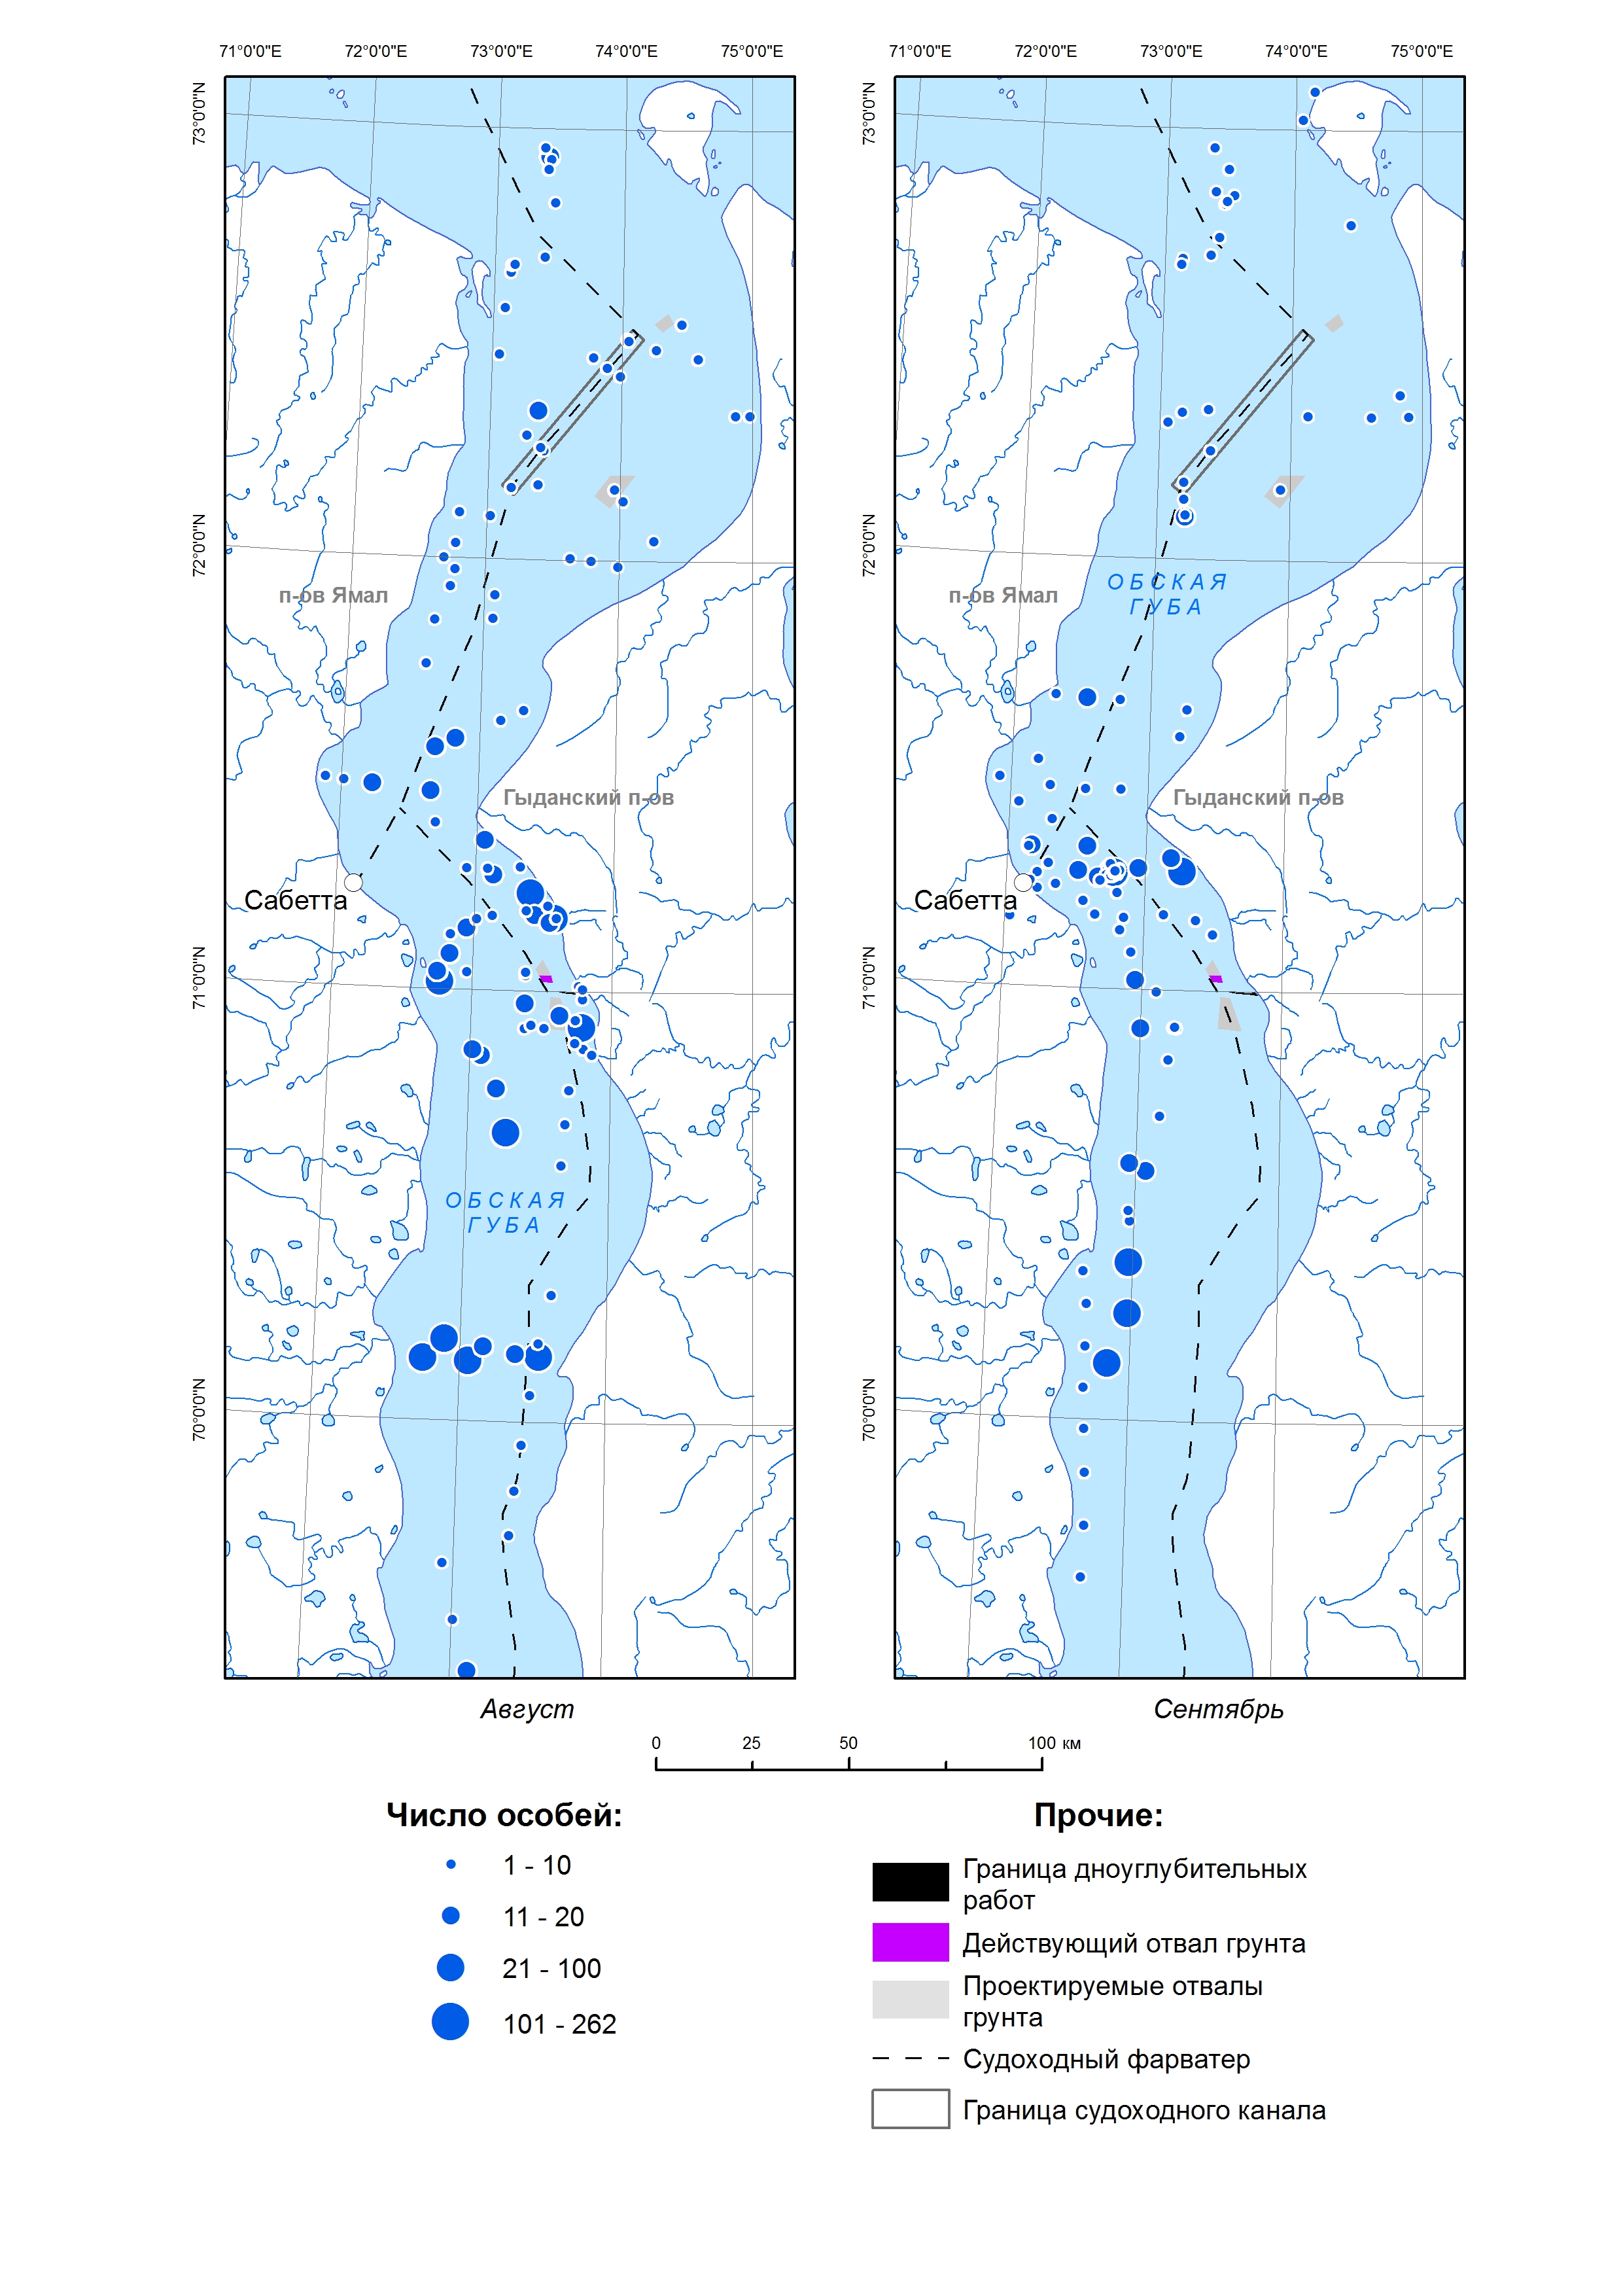 71°0'0"E 72°0'0"E 73°0'0"E 74°0'0"E 75°0'0"E
71°0'0"E 72°0'0"E 73°0'0"E 74°0'0"E 75°0'0"E
73°0'0"N
72°0'0"N
71°0'0"N
70°0'0"N
п-ов Ямал
Гыданский п-ов
Сабетта
ОБСКАЯ
ГУБА
Август
73°0'0"N
72°0'0"N
71°0'0"N
70°0'0"N
ОБСКАЯ
ГУБА
п-ов Ямал
Гыданский п-ов
Сабетта
Сентябрь
0 25 50 100 км
Число особей:
1 - 10
11 - 20
21 - 100
101 - 262
Прочие:
Граница дноуглубительных
работ
Действующий отвал грунта
Проектируемые отвалы
грунта
Судоходный фарватер
Граница судоходного канала